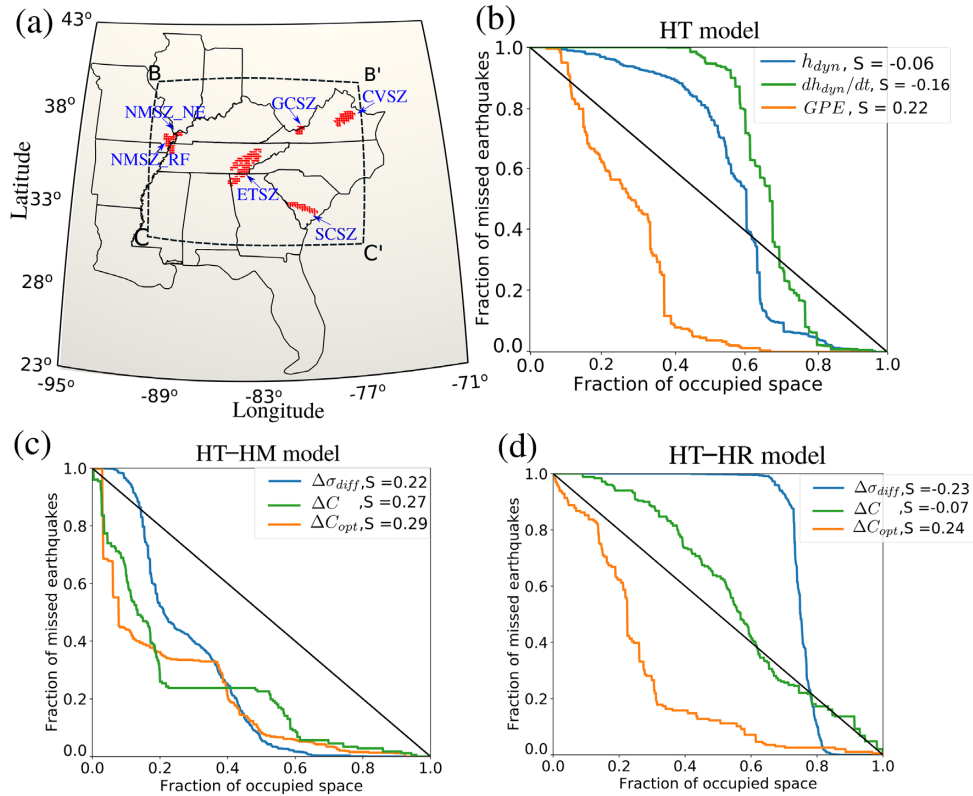 (a)
43°
38°
33°
28°
23°
-95°
-89°
-83°
-77°
-71°
Latitude
Longitude
B
B'
C
C'
NMSZ_NE
NMSZ_RF
GCSZ
CVSZ
ETSZ
SCSZ
(b)
HT model
h_dyn, S = -0.06
dh_dyn/dt, S = -0.16
GPE, S = 0.22
Fraction of missed earthquakes
1.0
0.8
0.6
0.4
0.2
0.0
0.0 0.2 0.4 0.6 0.8 1.0
Fraction of occupied space
(c)
HT–HM model
Δσ_diff,S =0.22
ΔC ,S =0.27
ΔC_opt,S =0.29
Fraction of missed earthquakes
1.0
0.8
0.6
0.4
0.2
0.0
0.0 0.2 0.4 0.6 0.8 1.0
Fraction of occupied space
(d)
HT–HR model
Δσ_diff,S =-0.23
ΔC ,S =-0.07
ΔC_opt,S =0.24
Fraction of missed earthquakes
1.0
0.8
0.6
0.4
0.2
0.0
0.0 0.2 0.4 0.6 0.8 1.0
Fraction of occupied space